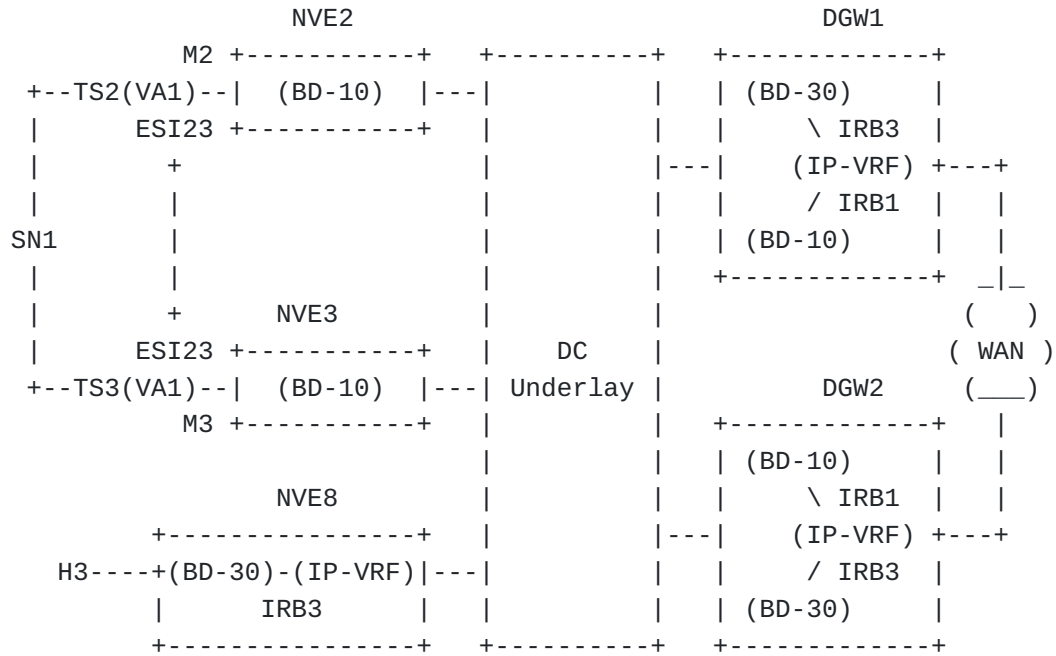 NVE2 DGW1
M2 +-----------+ +----------+ +-------------+
+--TS2(VA1)--| (BD-10) |---| | | (BD-30) |
| ESI23 +-----------+ | | | \ IRB3 |
| + | |---| (IP-VRF) +---+
| | | | | / IRB1 | |
SN1 | | | | (BD-10) | |
| | | | +-------------+ _|_
| + NVE3 | | ( )
| ESI23 +-----------+ | DC | ( WAN )
+--TS3(VA1)--| (BD-10) |---| Underlay | DGW2 (___)
M3 +-----------+ | | +-------------+ |
| | | (BD-10) | |
NVE8 | | | \ IRB1 | |
+----------------+ | |---| (IP-VRF) +---+
H3----+(BD-30)-(IP-VRF)|---| | | / IRB3 |
| IRB3 | | | | (BD-30) |
+----------------+ +----------+ +-------------+